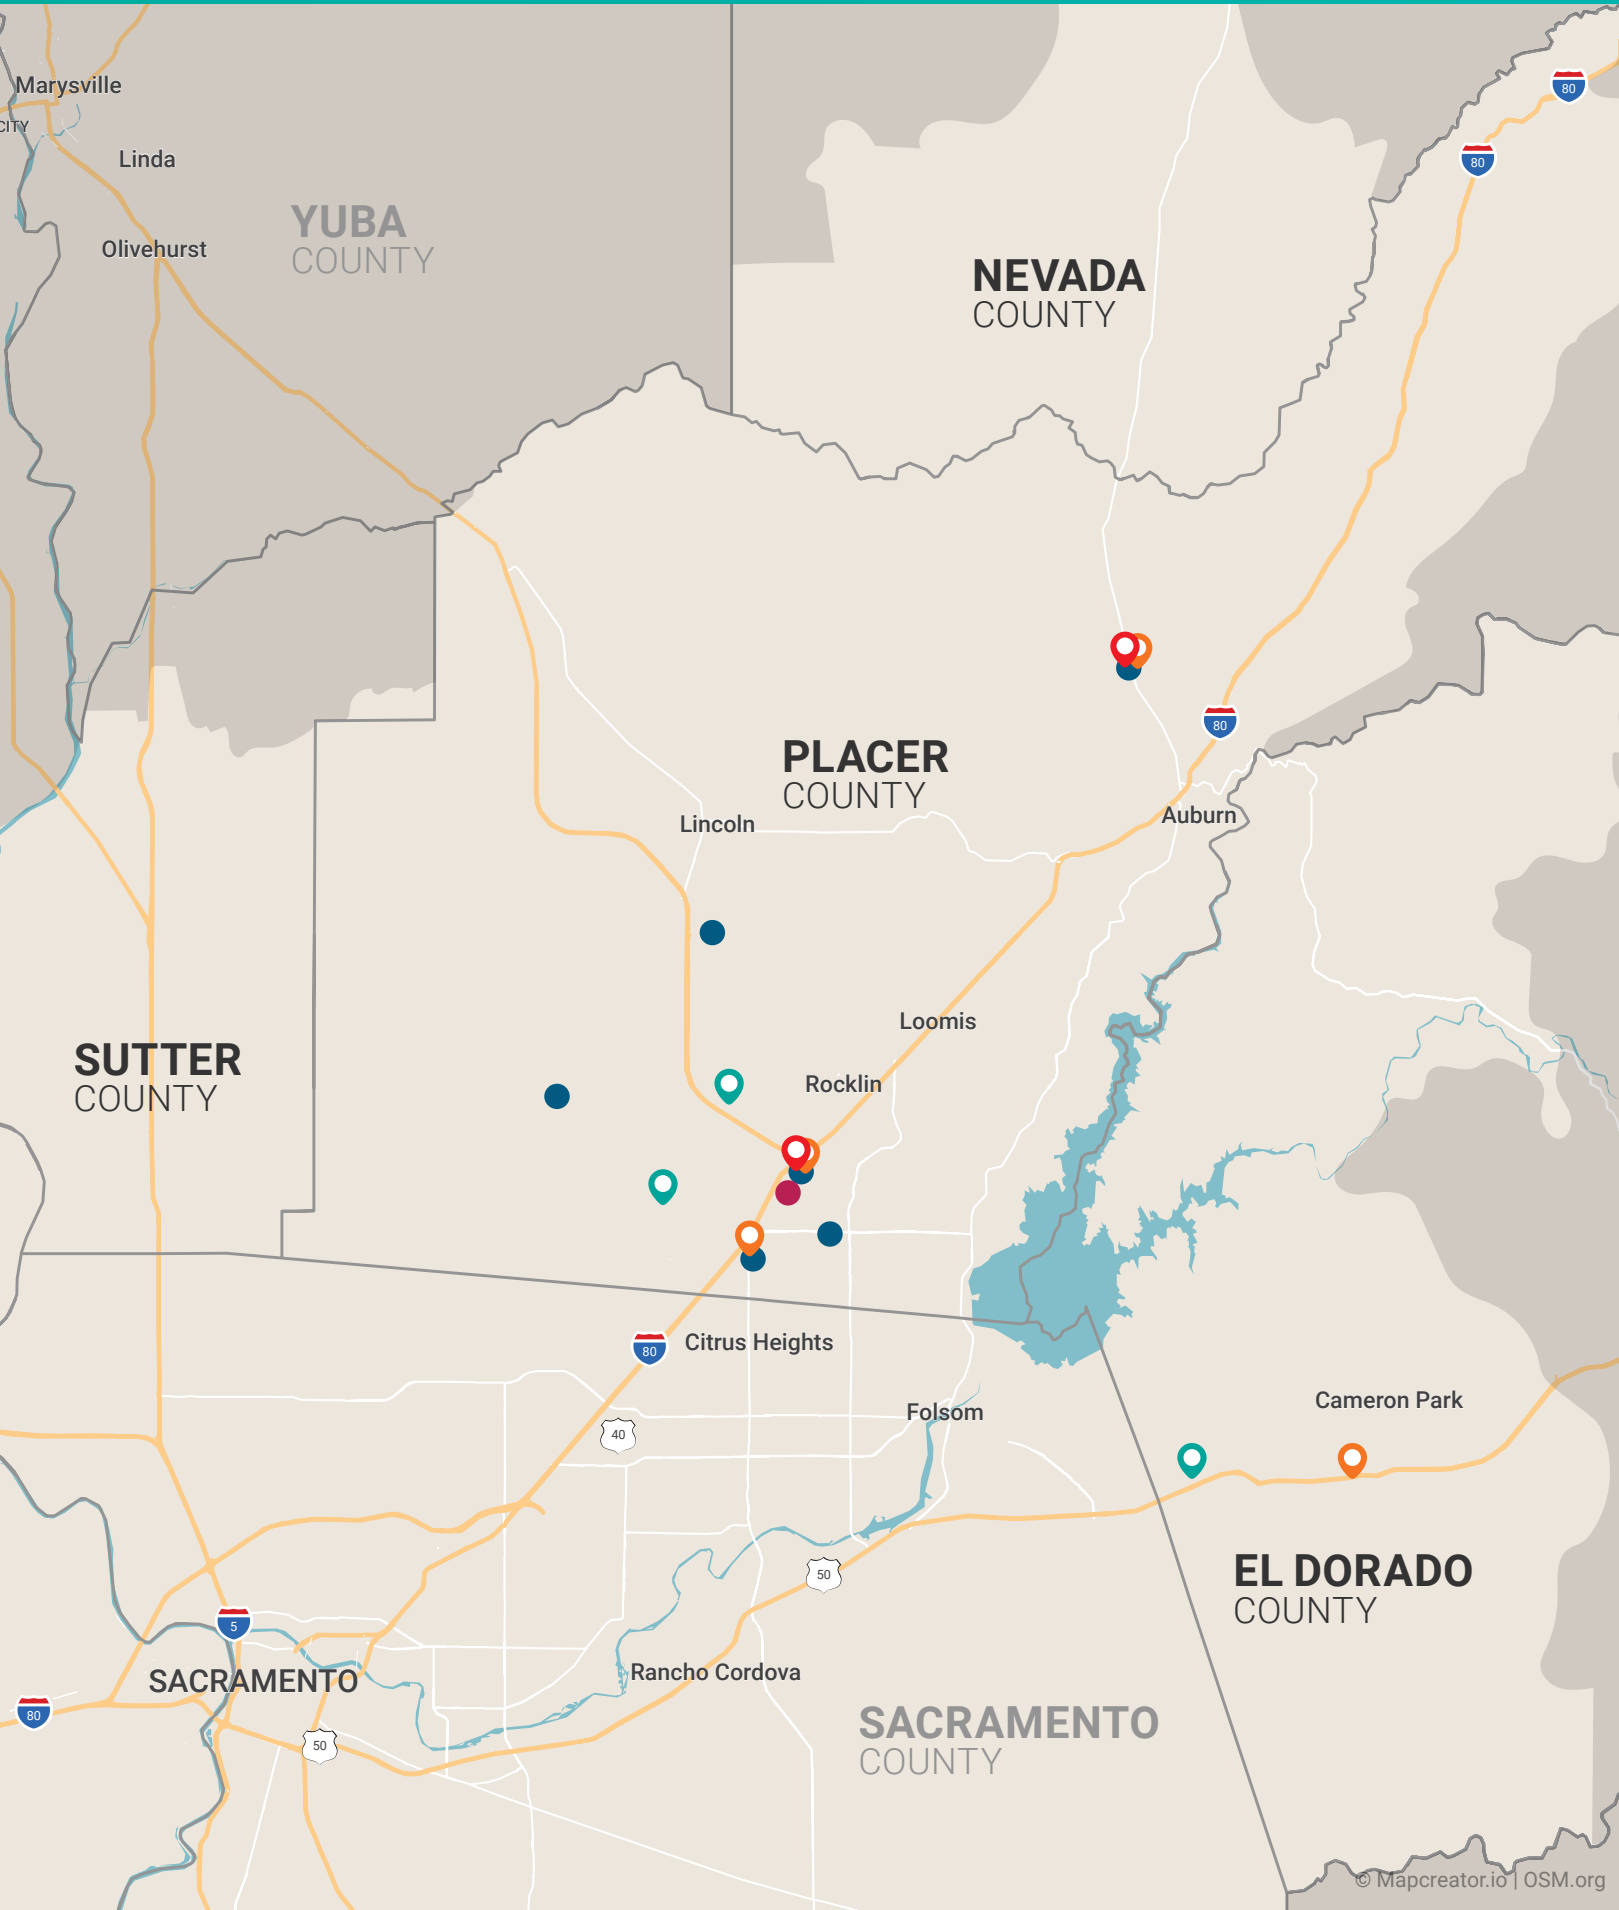 80
Marysville
CITY
80
Linda
YUBA
COUNTY
Olivehurst
NEVADA
COUNTY
80
PLACER
COUNTY
Lincoln
Auburn
Loomis
SUTTER
COUNTY
Rocklin
80
Citrus Heights
Folsom
Cameron Park
40
50
EL DORADO
COUNTY
5
SACRAMENTO
Rancho Cordova
80
50
SACRAMENTO
COUNTY
© Mapcreator.io | OSM.org